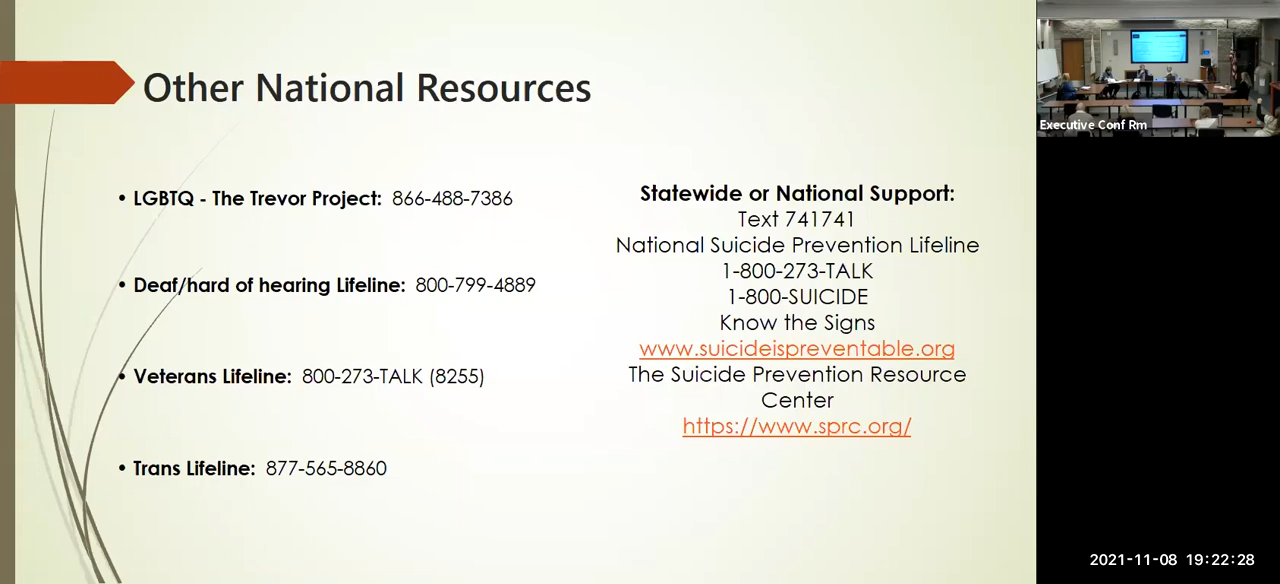 Other National Resources
• LGBTQ - The Trevor Project: 866-488-7386
• Deaf/hard of hearing Lifeline: 800-799-4889
• Veterans Lifeline: 800-273-TALK (8255)
• Trans Lifeline: 877-565-8860
Statewide or National Support:
Text 741741
National Suicide Prevention Lifeline
1-800-273-TALK
1-800-SUICIDE
Know the Signs
www.suicideispreventable.org
The Suicide Prevention Resource
Center
https://www.sprc.org/
Executive Conf Rm
2021-11-08 19:22:28